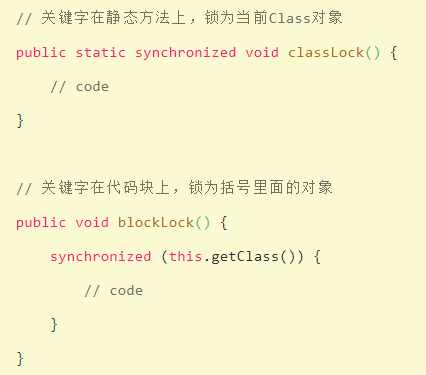 // 关键字在静态方法上，锁为当前Class对象
public static synchronized void classLock() {
    // code
}
// 关键字在代码块上，锁为括号里面的对象
public void blockLock() {
    synchronized (this.getClass()) {
        // code
    }
}